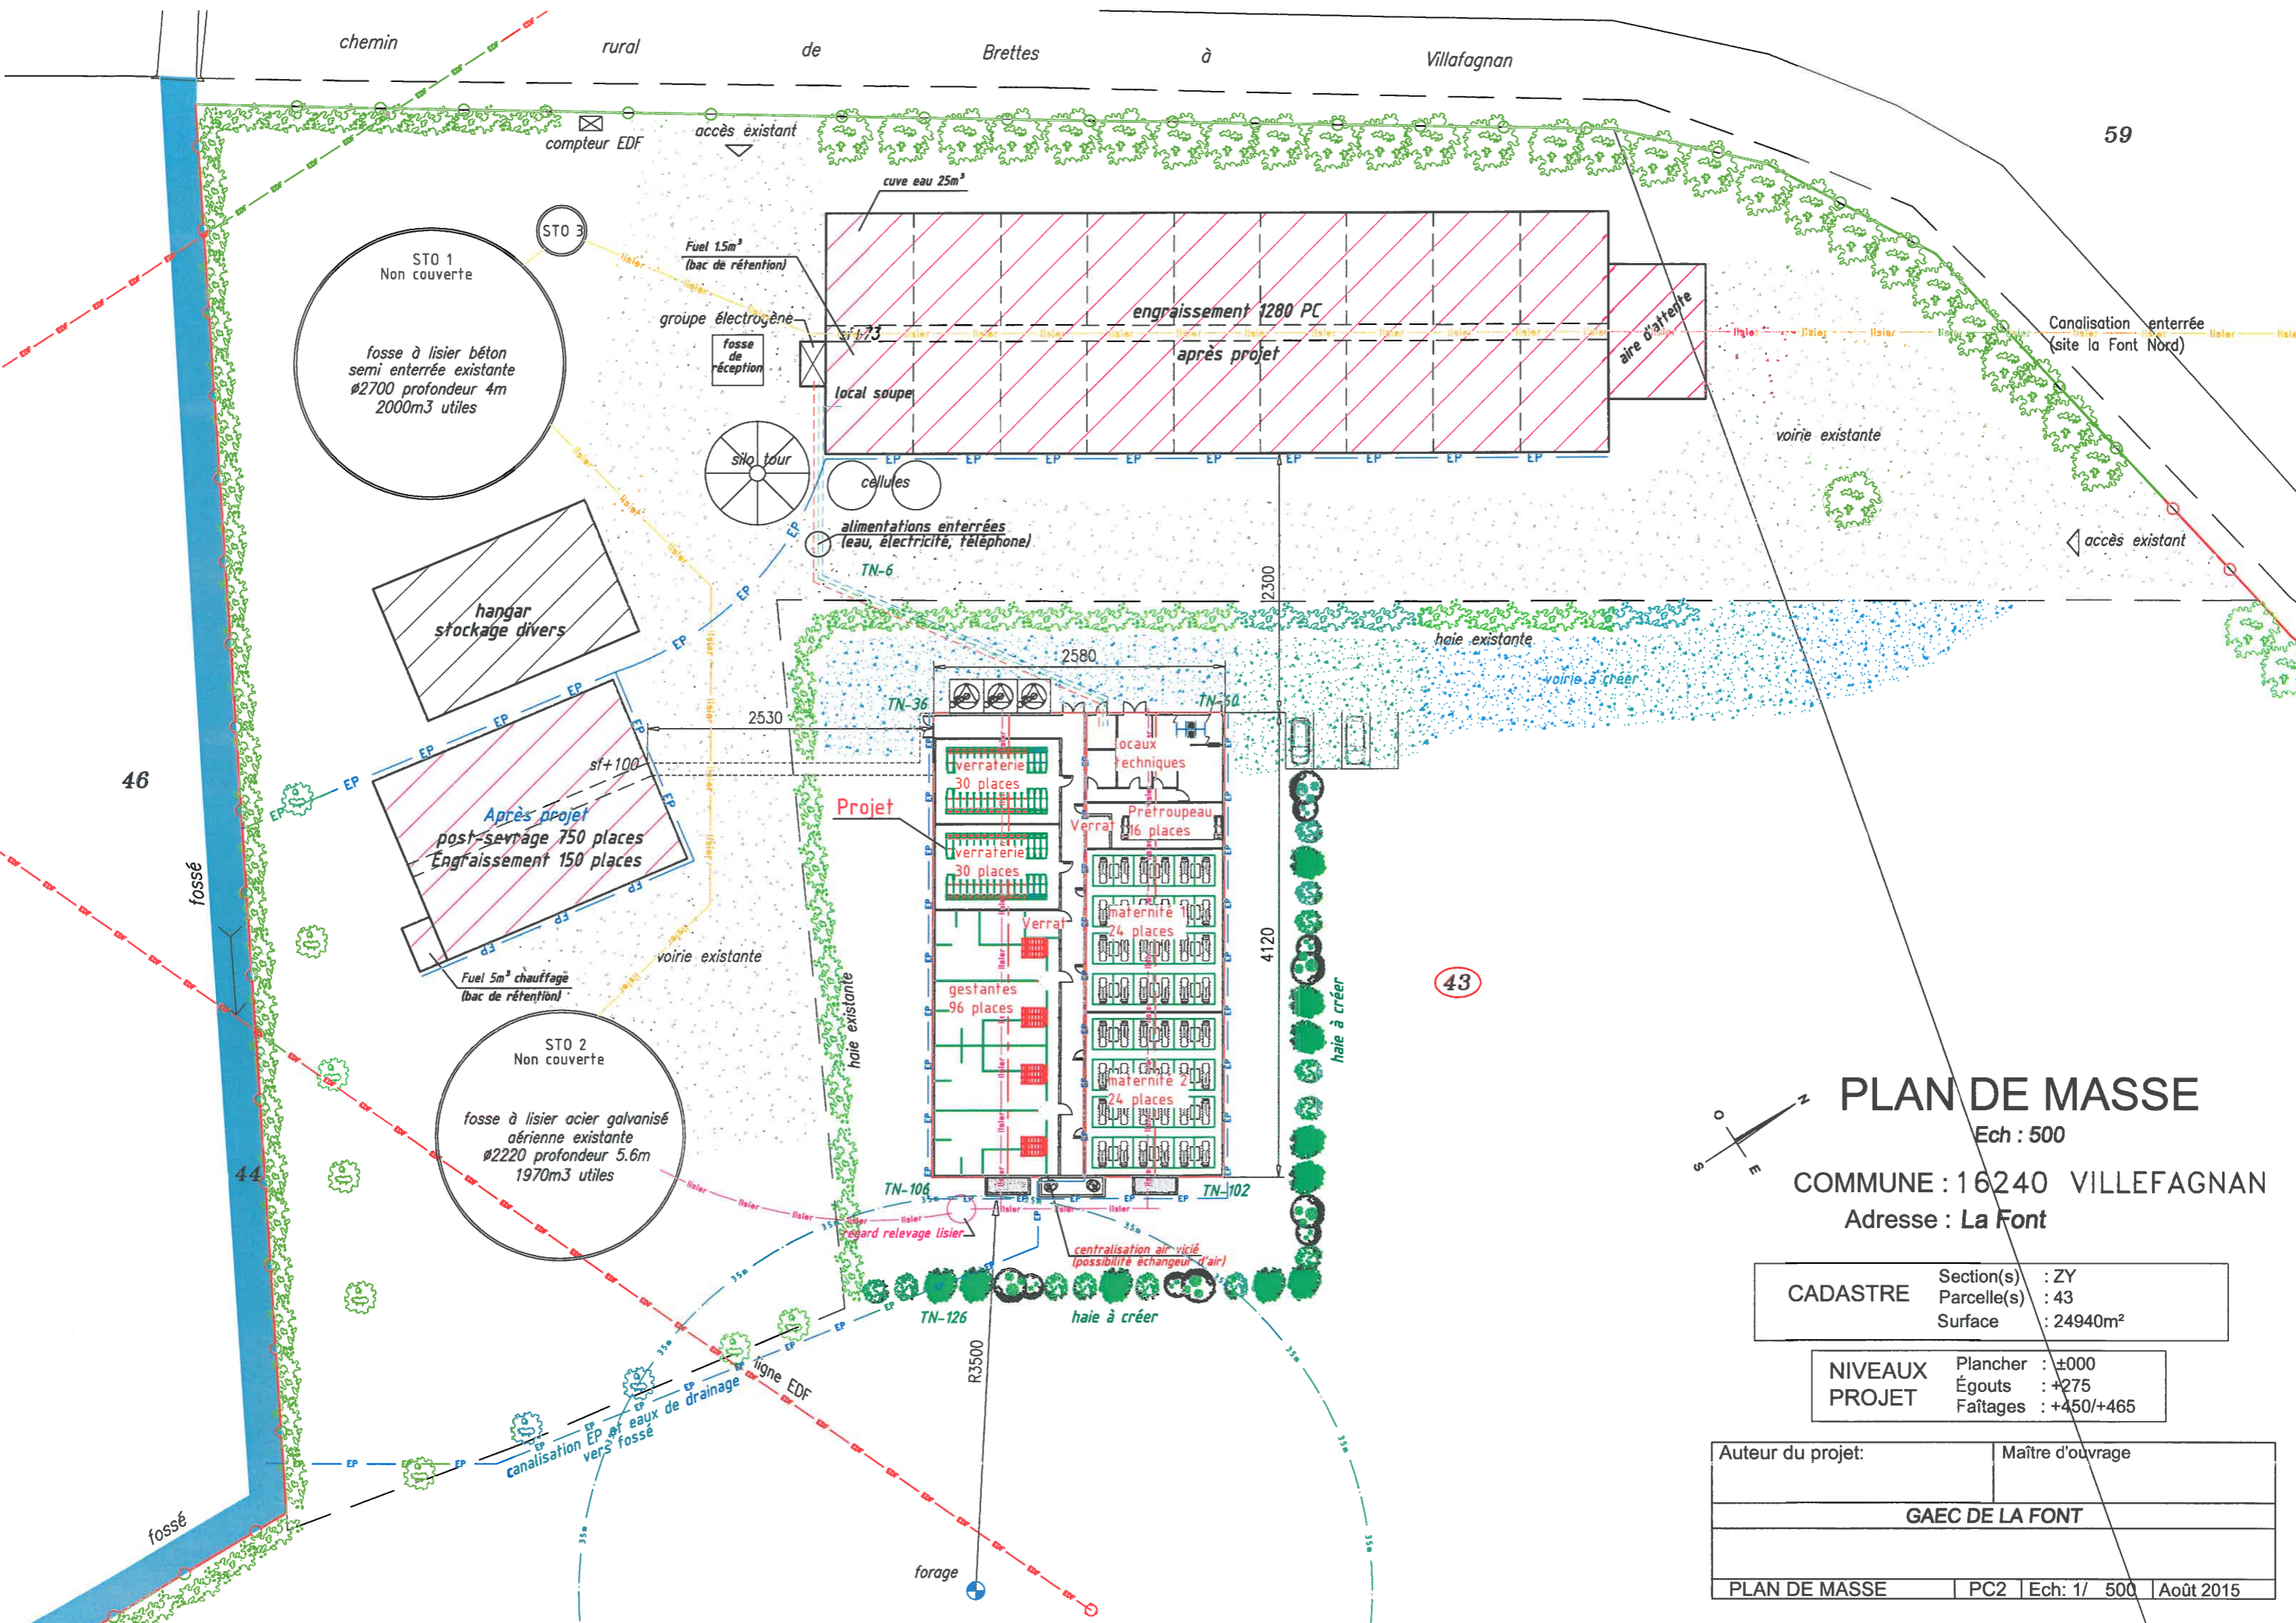 chemin rural de Brettes à Villafagnan
59
compteur EDF
accès existant
cuve eau 25m³
STO 3
STO 1
Non couverte
fosse à lisier béton
semi enterrée existante
ø2700 profondeur 4m
2000m3 utiles
Fuel 1.5m³
(bac de rétention)
groupe électrogène
fosse
de
réception
local soupe
engraissement 1280 PC
après projet
aire d'attente
Canalisation enterrée
(site la Font Nord)
lisier
voirie existante
accès existant
silo tour
cellules
EP
alimentations enterrées
(eau, électricité, téléphone)
TN-6
2300
hangar
stockage divers
haie existante
voirie à créer
2580
TN-36
TN-50
2530
sf+100
46
Après projet
post-sevrage 750 places
Engraissement 150 places
Projet
verraterie
30 places
locaux
techniques
Verrat
Prétroupeau
16 places
verraterie
30 places
Verrat
maternité 1
24 places
gestantes
96 places
maternité 2
24 places
4120
43
fossé
Fuel 5m³ chauffage
(bac de rétention)
voirie existante
haie existante
haie à créer
STO 2
Non couverte
fosse à lisier acier galvanisé
aérienne existante
ø2220 profondeur 5.6m
1970m3 utiles
44
TN-106
TN-102
35m
regard relevage lisier
centralisation air vicié
(possibilité échangeur d'air)
TN-126
haie à créer
R3500
ligne EDF
EDF
canalisation EP et eaux de drainage
vers fossé
fossé
forage
N
O
S
E
PLAN DE MASSE
Ech : 500
COMMUNE : 16240 VILLEFAGNAN
Adresse : La Font
CADASTRE
Section(s) : ZY
Parcelle(s) : 43
Surface : 24940m²
NIVEAUX
PROJET
Plancher : ±000
Égouts : +275
Faîtages : +450/+465
Auteur du projet:
Maître d'ouvrage
GAEC DE LA FONT
PLAN DE MASSE PC2 Ech: 1/ 500 Août 2015